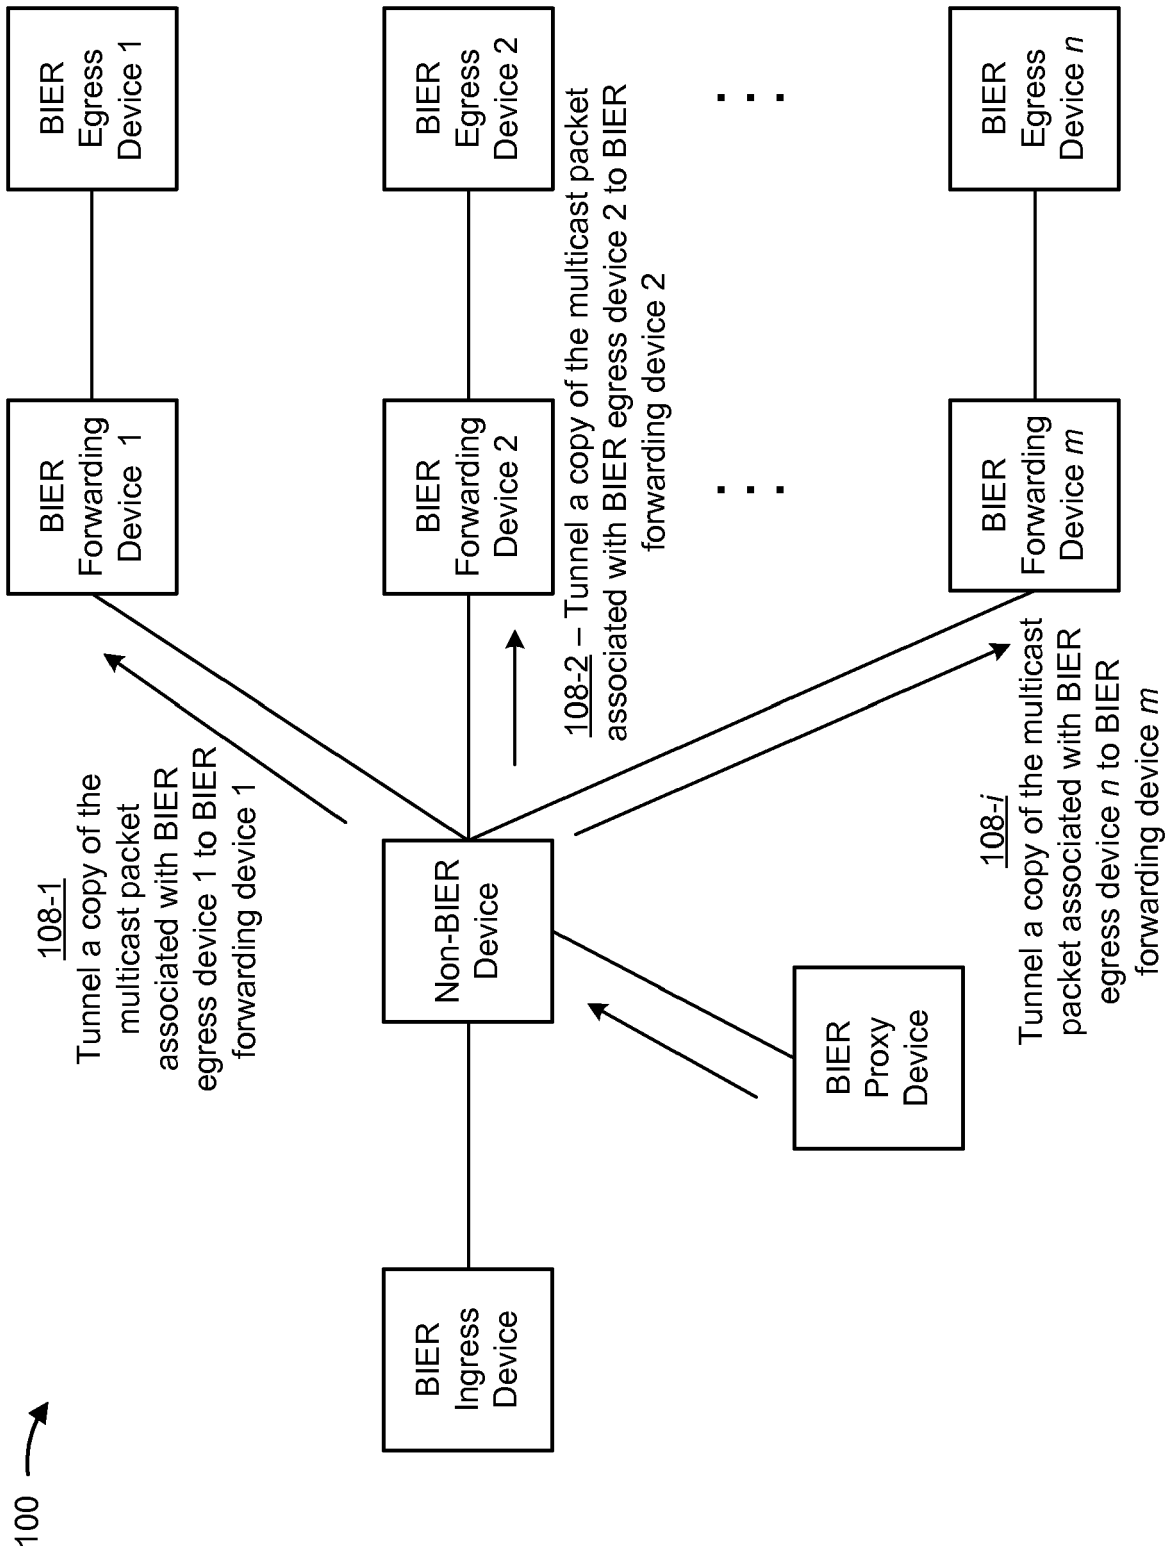 100
BIER
Ingress
Device
Non-BIER
Device
BIER
Proxy
Device
108-1
Tunnel a copy of the
multicast packet
associated with BIER
egress device 1 to BIER
forwarding device 1
108-2 – Tunnel a copy of the multicast packet
associated with BIER egress device 2 to BIER
forwarding device 2
108-i
Tunnel a copy of the multicast
packet associated with BIER
egress device n to BIER
forwarding device m
BIER
Forwarding
Device 1
BIER
Forwarding
Device 2
. . .
BIER
Forwarding
Device m
BIER
Egress
Device 1
BIER
Egress
Device 2
. . .
BIER
Egress
Device n